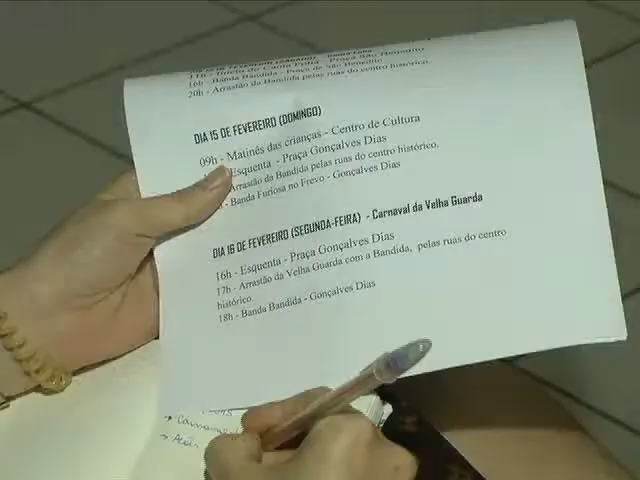 16h - Banda Bandida - Praça de São Benedito
20h - Arrastão da Bandida pelas ruas do centro histórico.
DIA 15 DE FEVEREIRO (DOMINGO)
09h - Matinês das crianças - Centro de Cultura
Esquenta - Praça Gonçalves Dias
Arrastão da Bandida pelas ruas do centro histórico.
- Banda Furiosa no Frevo - Gonçalves Dias
DIA 16 DE FEVEREIRO (SEGUNDA-FEIRA) - Carnaval da Velha Guarda
16h - Esquenta - Praça Gonçalves Dias
17h - Arrastão da Velha Guarda com a Bandida, pelas ruas do centro
histórico.
18h - Banda Bandida - Gonçalves Dias